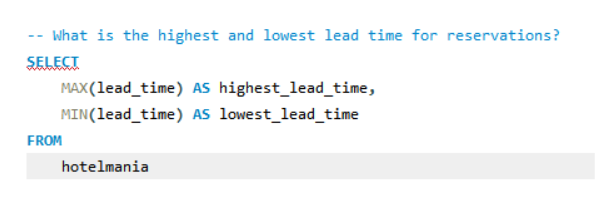 -- What is the highest and lowest lead time for reservations?
SELECT
MAX(lead_time) AS highest_lead_time,
MIN(lead_time) AS lowest_lead_time
FROM
hotelmania